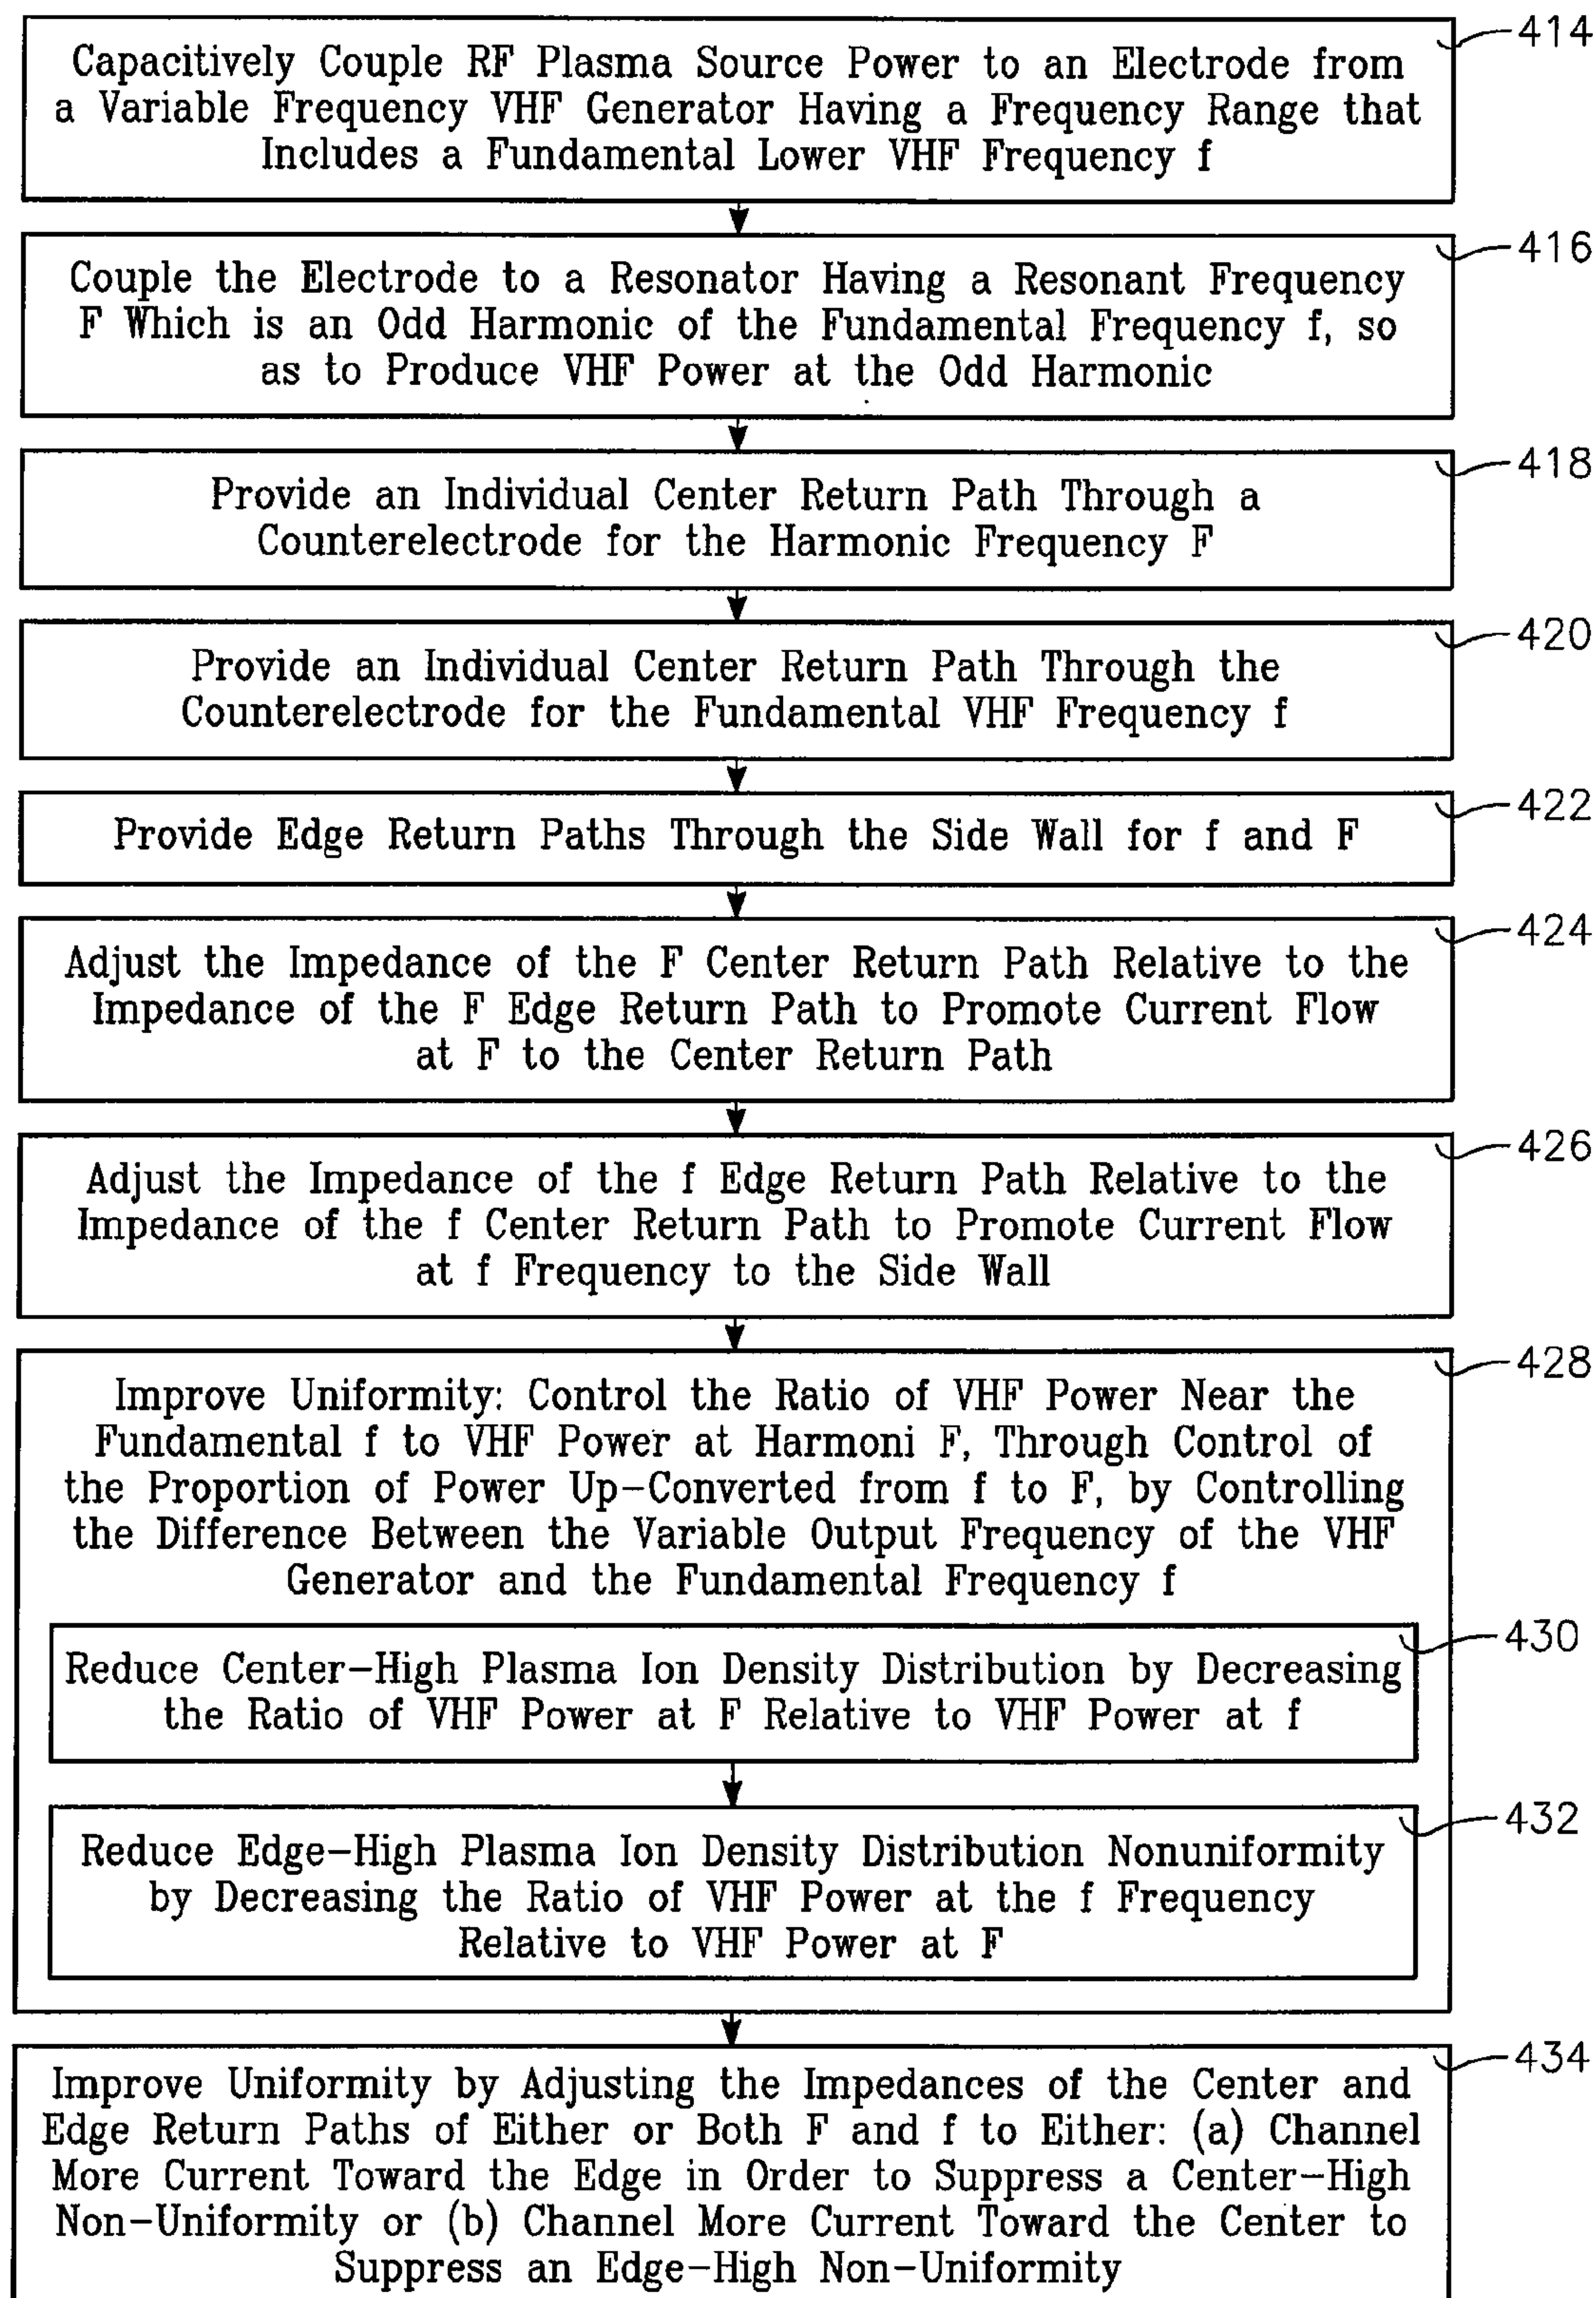 414
Capacitively Couple RF Plasma Source Power to an Electrode from
a Variable Frequency VHF Generator Having a Frequency Range that
Includes a Fundamental Lower VHF Frequency f
416
Couple the Electrode to a Resonator Having a Resonant Frequency
F Which is an Odd Harmonic of the Fundamental Frequency f, so
as to Produce VHF Power at the Odd Harmonic
418
Provide an Individual Center Return Path Through a
Counterelectrode for the Harmonic Frequency F
420
Provide an Individual Center Return Path Through the
Counterelectrode for the Fundamental VHF Frequency f
422
Provide Edge Return Paths Through the Side Wall for f and F
424
Adjust the Impedance of the F Center Return Path Relative to the
Impedance of the F Edge Return Path to Promote Current Flow
at F to the Center Return Path
426
Adjust the Impedance of the f Edge Return Path Relative to the
Impedance of the f Center Return Path to Promote Current Flow
at f Frequency to the Side Wall
428
Improve Uniformity: Control the Ratio of VHF Power Near the
Fundamental f to VHF Power at Harmoni F, Through Control of
the Proportion of Power Up-Converted from f to F, by Controlling
the Difference Between the Variable Output Frequency of the VHF
Generator and the Fundamental Frequency f
430
Reduce Center-High Plasma Ion Density Distribution by Decreasing
the Ratio of VHF Power at F Relative to VHF Power at f
432
Reduce Edge-High Plasma Ion Density Distribution Nonuniformity
by Decreasing the Ratio of VHF Power at the f Frequency
Relative to VHF Power at F
434
Improve Uniformity by Adjusting the Impedances of the Center and
Edge Return Paths of Either or Both F and f to Either: (a) Channel
More Current Toward the Edge in Order to Suppress a Center-High
Non-Uniformity or (b) Channel More Current Toward the Center to
Suppress an Edge-High Non-Uniformity